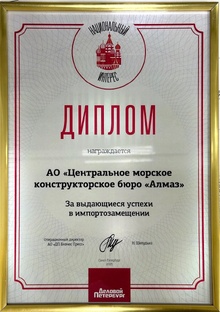 НАЦИОНАЛЬНЫЙ
ИНТЕРЕС
ДИПЛОМ
награждается
АО «Центральное морское
конструкторское бюро «Алмаз»
За выдающиеся успехи
в импортозамещении
Деловой
Петербург